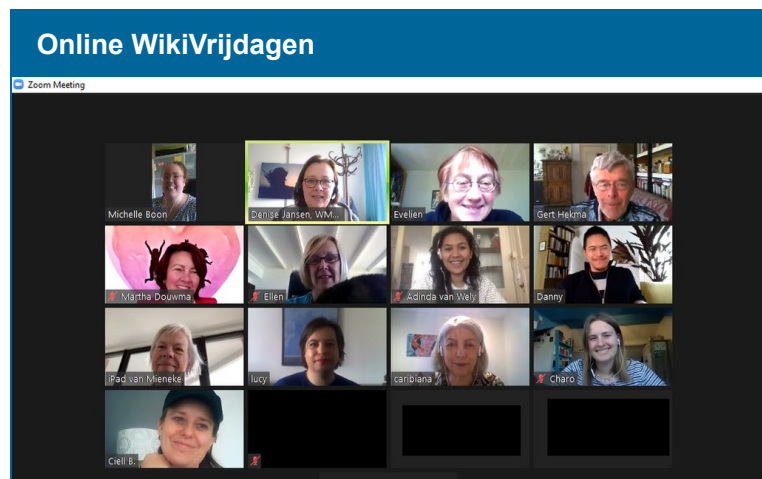 Online WikiVrijdagen
Zoom Meeting
Michelle Boon
Denise Jansen, WM...
Evelien
Gert Hekma
Martha Douwma
Ellen
Adinda van Wely
Danny
iPad van Mieneke
lucy
caribiana
Charo
Ciell B.